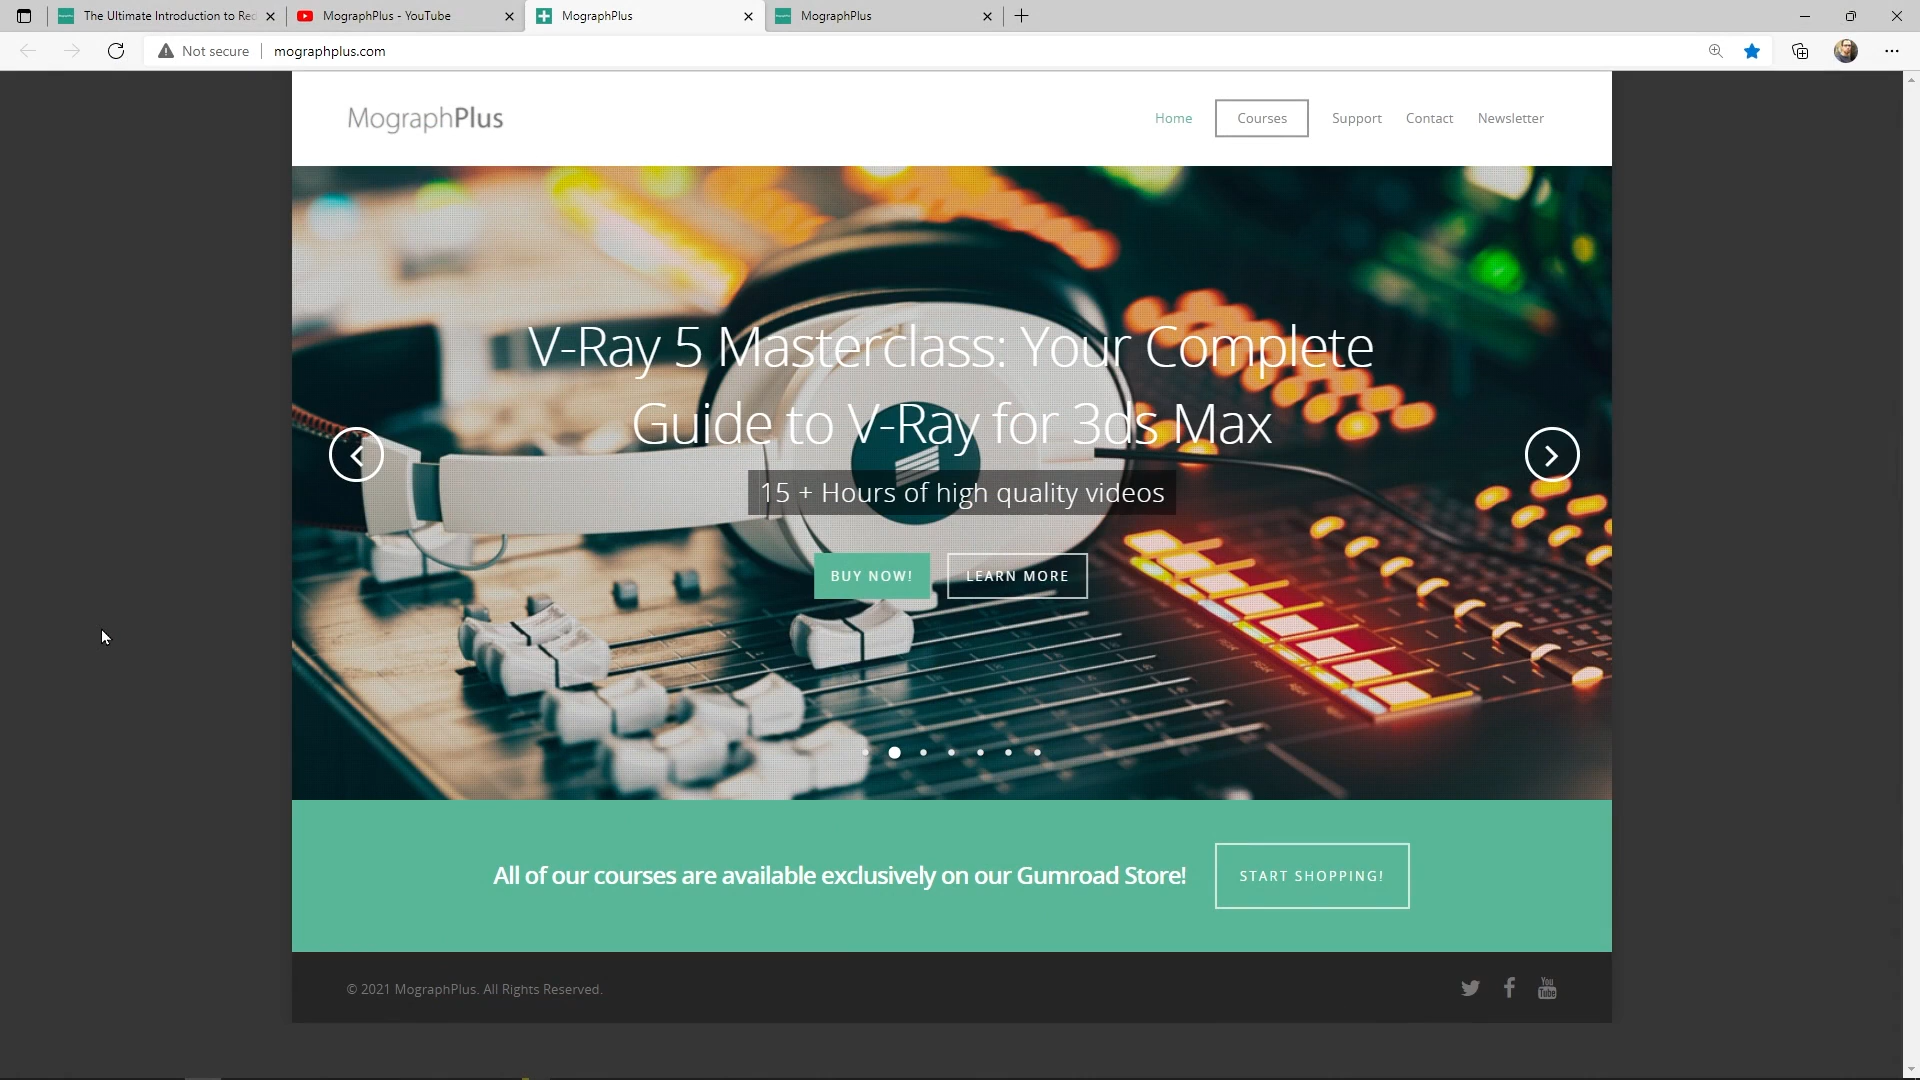 The Ultimate Introduction to Red
MographPlus - YouTube
MographPlus
MographPlus
Not secure
mographplus.com
MographPlus
Home
Courses
Support
Contact
Newsletter
V-Ray 5 Masterclass: Your Complete
Guide to V-Ray for 3ds Max
15 + Hours of high quality videos
BUY NOW!
LEARN MORE
All of our courses are available exclusively on our Gumroad Store!
START SHOPPING!
© 2021 MographPlus. All Rights Reserved.
You
Tube